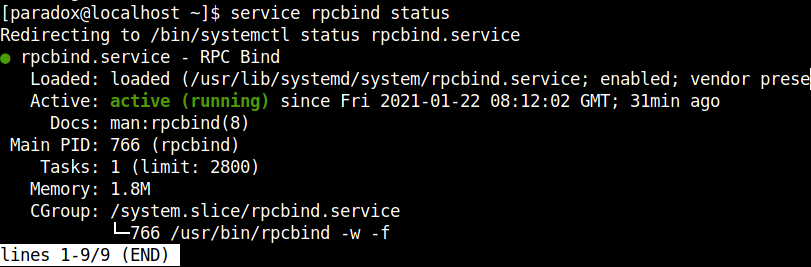 [paradox@localhost ~]$ service rpcbind status
Redirecting to /bin/systemctl status rpcbind.service
● rpcbind.service - RPC Bind
   Loaded: loaded (/usr/lib/systemd/system/rpcbind.service; enabled; vendor prese
   Active: active (running) since Fri 2021-01-22 08:12:02 GMT; 31min ago
     Docs: man:rpcbind(8)
 Main PID: 766 (rpcbind)
    Tasks: 1 (limit: 2800)
   Memory: 1.8M
   CGroup: /system.slice/rpcbind.service
           └─766 /usr/bin/rpcbind -w -f
lines 1-9/9 (END)